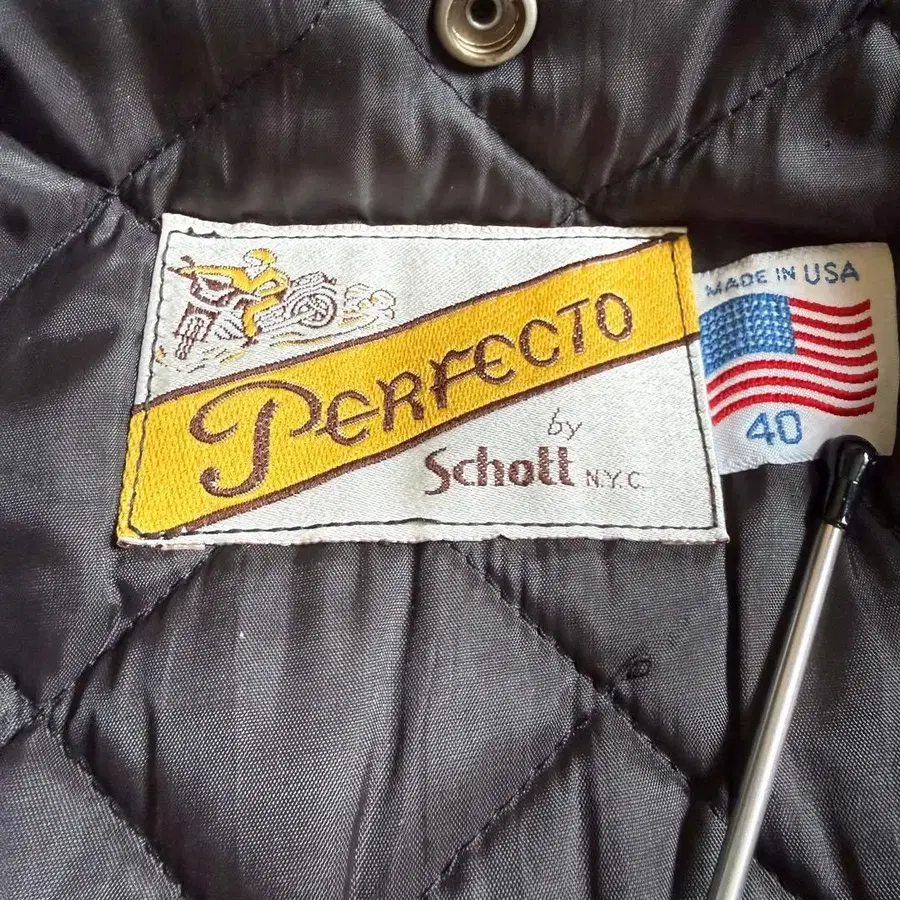 PERFECTO
by
Schott N.Y.C.
MADE IN USA
40